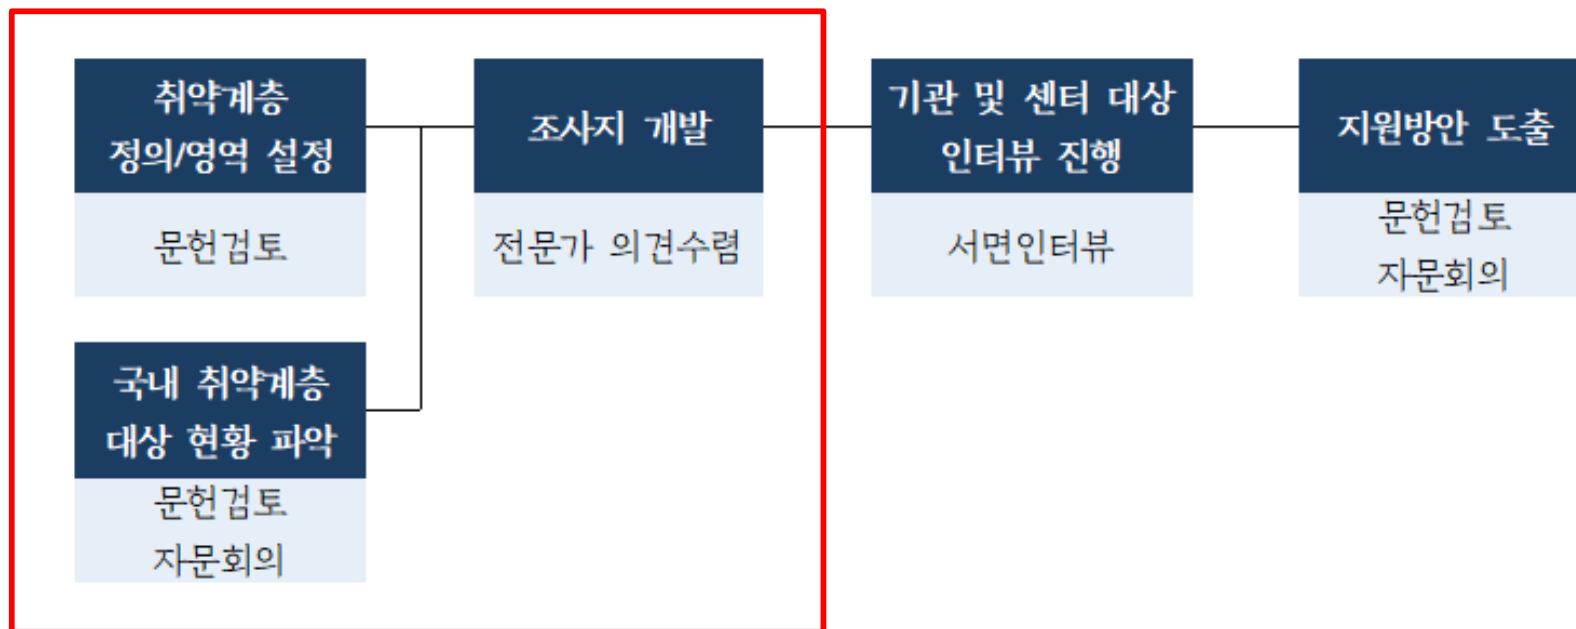 취약계층
정의/영역 설정
문헌검토
국내 취약계층
대상 현황 파악
문헌검토
자문회의
조사지 개발
전문가 의견수렴
기관 및 센터 대상
인터뷰 진행
서면인터뷰
지원방안 도출
문헌검토
자문회의